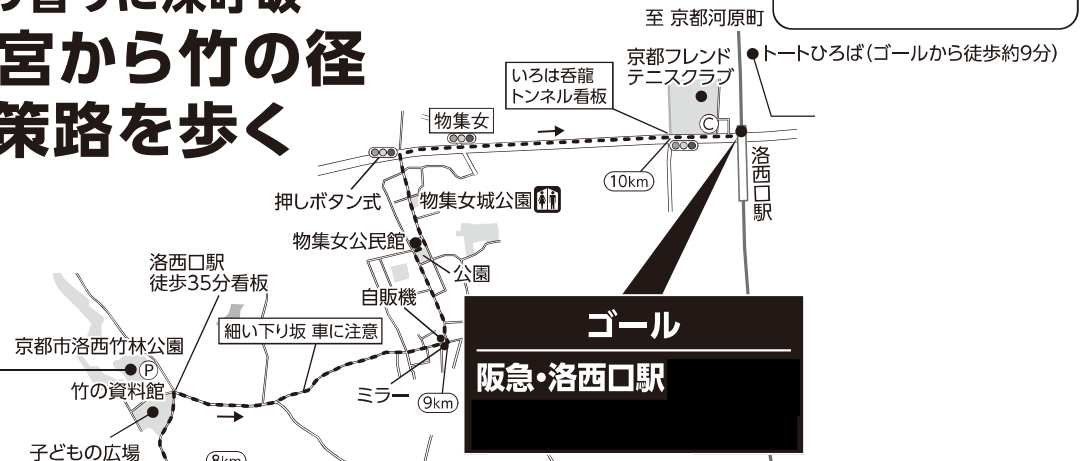 宮から竹の径
策路を歩く
至 京都河原町
トートひろば(ゴールから徒歩約9分)
京都フレンド
テニスクラブ
いろは呑龍
トンネル看板
物集女
C
洛西口駅
10km
押しボタン式
物集女城公園
物集女公民館
公園
洛西口駅
徒歩35分看板
自販機
細い下り坂 車に注意
京都市洛西竹林公園
P
竹の資料館
ミラー
9km
子どもの広場
8km
ゴール
阪急・洛西口駅